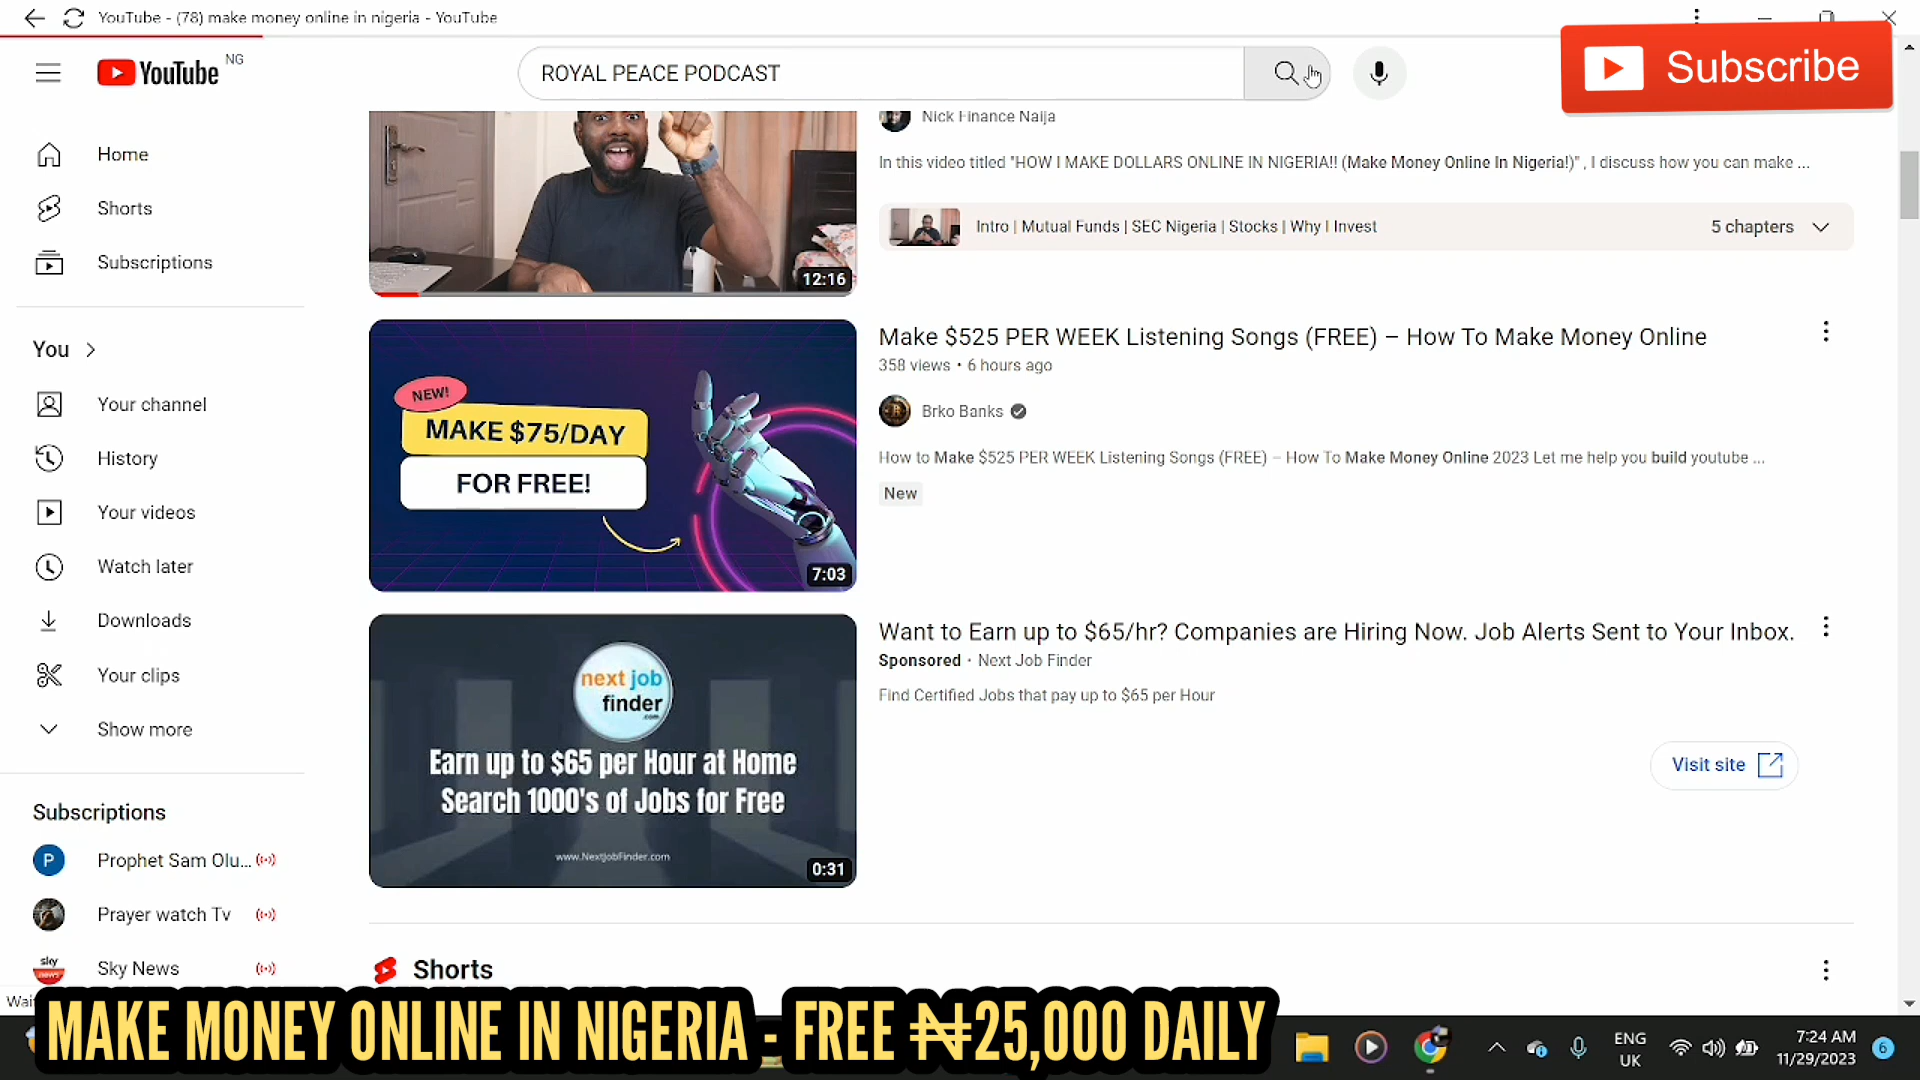 YouTube - (78) make money online in nigeria - YouTube
YouTube NG
ROYAL PEACE PODCAST
Subscribe
Home
Shorts
Subscriptions
You
Your channel
History
Your videos
Watch later
Downloads
Your clips
Show more
Subscriptions
P
Prophet Sam Olu...
Prayer watch Tv
sky
news
Sky News
12:16
Nick Finance Naija
In this video titled "HOW I MAKE DOLLARS ONLINE IN NIGERIA!! (Make Money Online In Nigeria!)" , I discuss how you can make ...
Intro | Mutual Funds | SEC Nigeria | Stocks | Why I Invest
5 chapters
NEW!
MAKE $75/DAY
FOR FREE!
7:03
Make $525 PER WEEK Listening Songs (FREE) – How To Make Money Online
358 views • 6 hours ago
Brko Banks
How to Make $525 PER WEEK Listening Songs (FREE) – How To Make Money Online 2023 Let me help you build youtube ...
New
next job
finder
.com
Earn up to $65 per Hour at Home
Search 1000's of Jobs for Free
www.NextJobFinder.com
0:31
Want to Earn up to $65/hr? Companies are Hiring Now. Job Alerts Sent to Your Inbox.
Sponsored · Next Job Finder
Find Certified Jobs that pay up to $65 per Hour
Visit site
Shorts
MAKE MONEY ONLINE IN NIGERIA - FREE ₦25,000 DAILY
ENG
UK
7:24 AM
11/29/2023
6